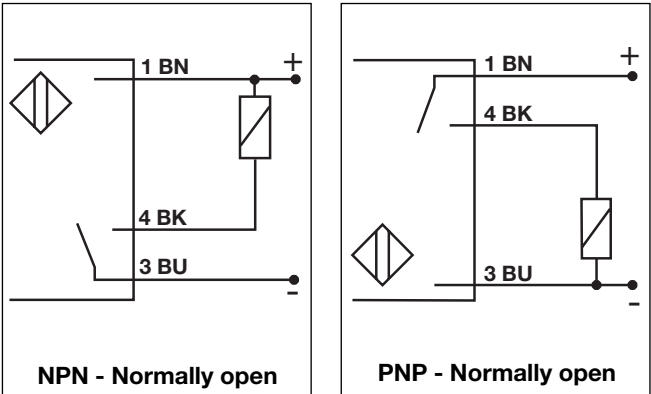 1 BN
+
4 BK
3 BU
-
NPN - Normally open
1 BN
+
4 BK
3 BU
-
PNP - Normally open